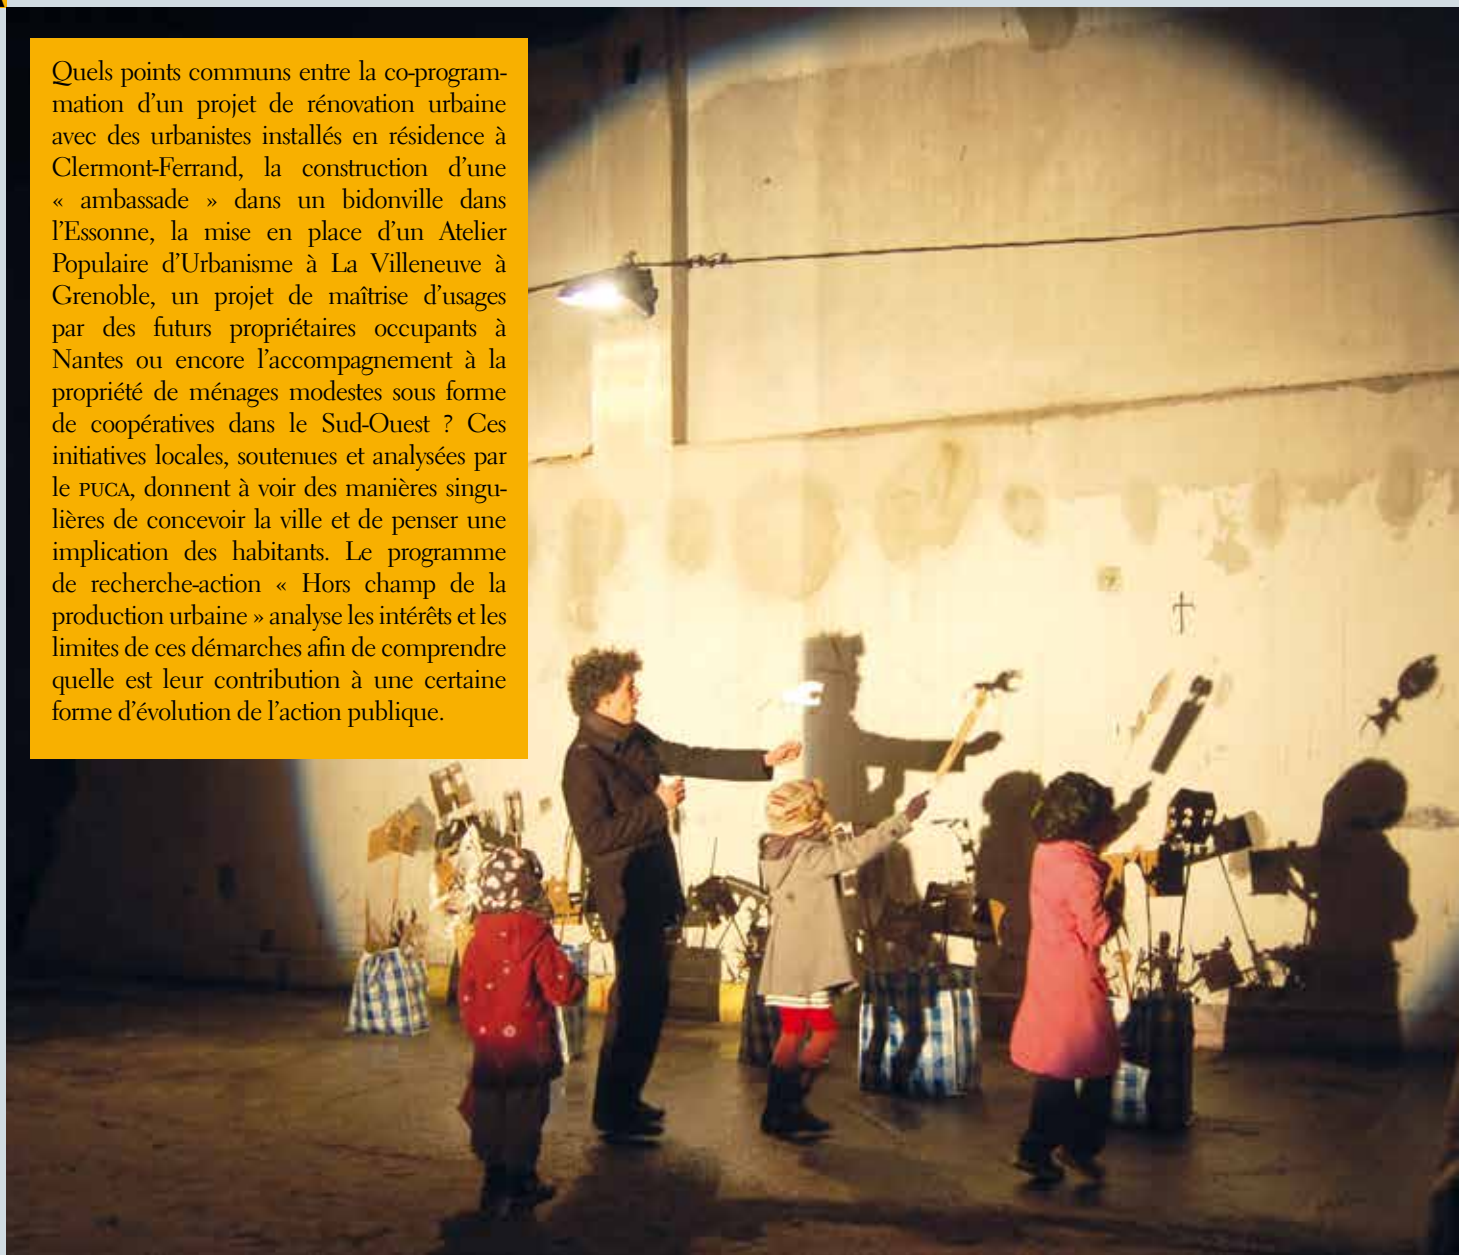 Quels points communs entre la co-program-
mation d'un projet de rénovation urbaine
avec des urbanistes installés en résidence à
Clermont-Ferrand, la construction d'une
« ambassade » dans un bidonville dans
l'Essonne, la mise en place d'un Atelier
Populaire d'Urbanisme à La Villeneuve à
Grenoble, un projet de maîtrise d'usages
par des futurs propriétaires occupants à
Nantes ou encore l'accompagnement à la
propriété de ménages modestes sous forme
de coopératives dans le Sud-Ouest ? Ces
initiatives locales, soutenues et analysées par
le PUCA, donnent à voir des manières singu-
lières de concevoir la ville et de penser une
implication des habitants. Le programme
de recherche-action « Hors champ de la
production urbaine » analyse les intérêts et les
limites de ces démarches afin de comprendre
quelle est leur contribution à une certaine
forme d'évolution de l'action publique.